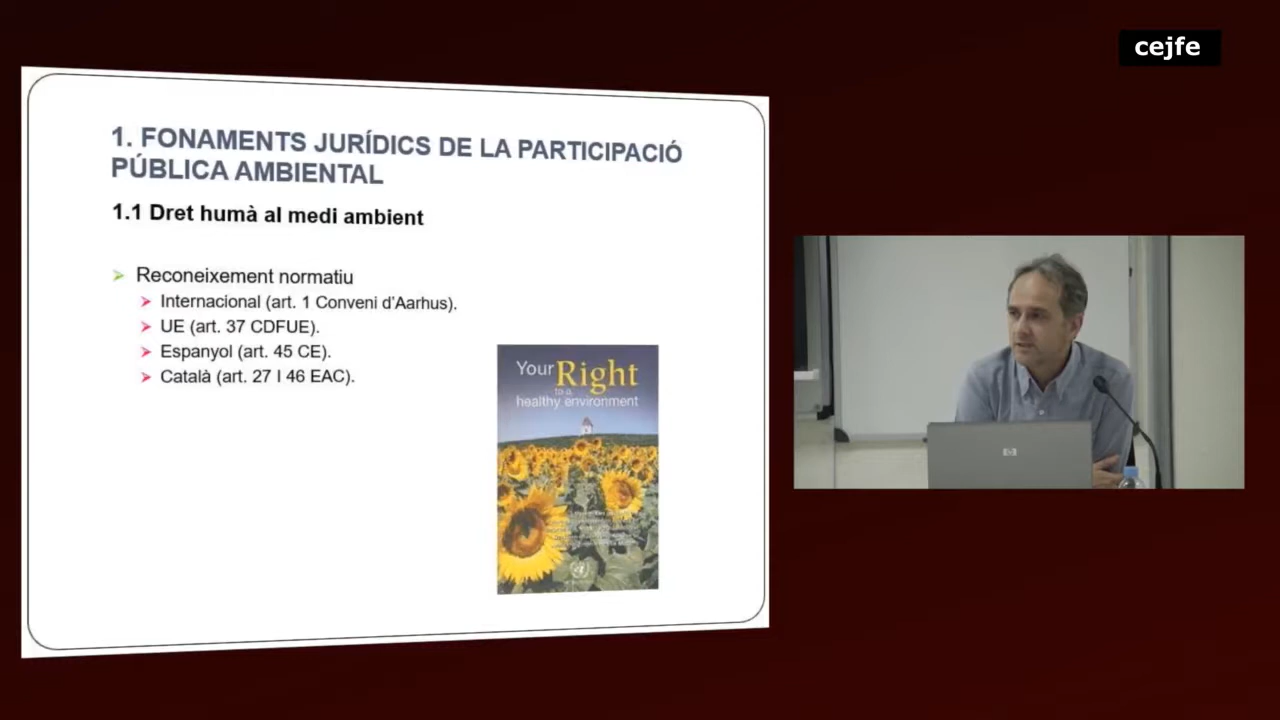 cejfe
1. FONAMENTS JURÍDICS DE LA PARTICIPACIÓ
PÚBLICA AMBIENTAL
1.1 Dret humà al medi ambient
Reconeixement normatiu
Internacional (art. 1 Conveni d'Aarhus).
UE (art. 37 CDFUE).
Espanyol (art. 45 CE).
Català (art. 27 I 46 EAC).
Your Right
to a
healthy environment
hp